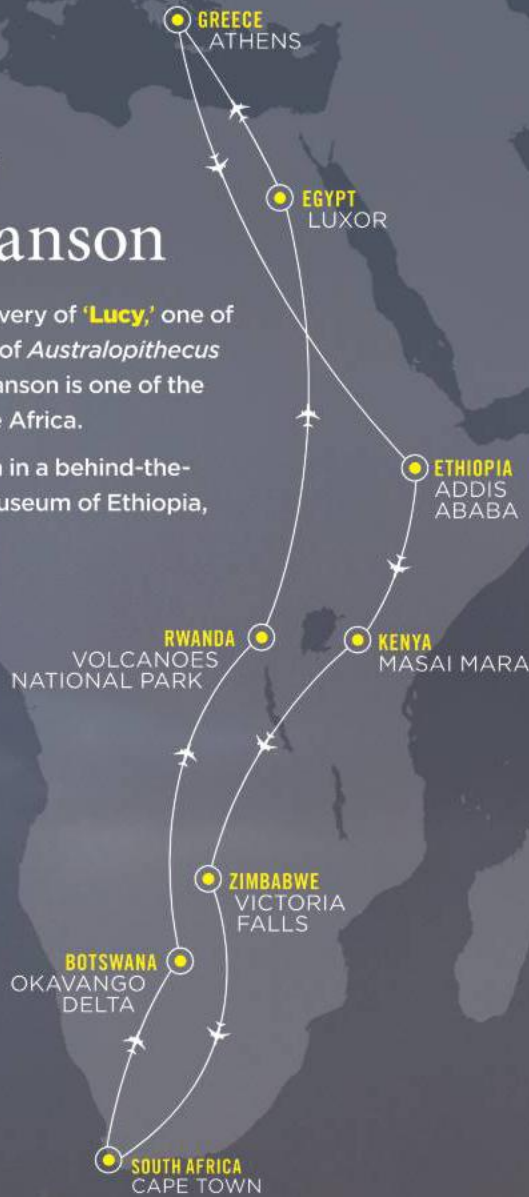 GREECE
ATHENS
EGYPT
LUXOR
anson
very of ‘Lucy,’ one of
of Australopithecus
anson is one of the
Africa.
in a behind-the-
useum of Ethiopia,
ETHIOPIA
ADDIS
ABABA
RWANDA
VOLCANOES
NATIONAL PARK
KENYA
MASAI MARA
ZIMBABWE
VICTORIA
FALLS
BOTSWANA
OKAVANGO
DELTA
SOUTH AFRICA
CAPE TOWN